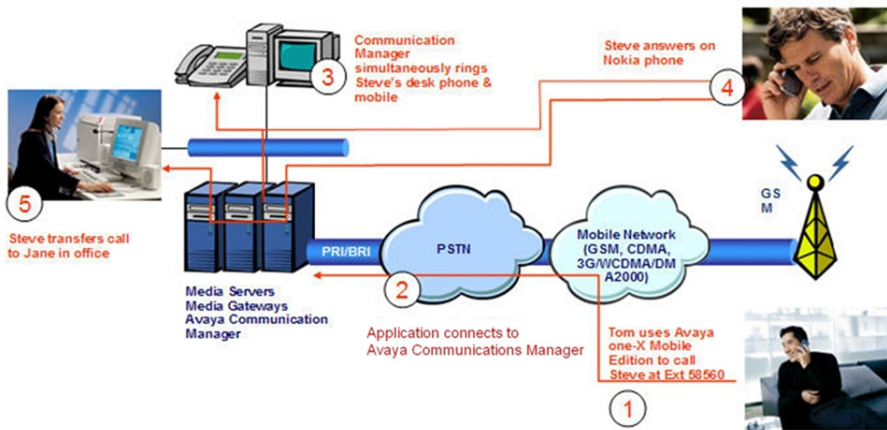 Communication
Manager
simultaneously rings
Steve's desk phone &
mobile
3
Steve answers on
Nokia phone
4
5
Steve transfers call
to Jane in office
PRI/BRI
PSTN
Mobile Network
(GSM, CDMA,
3G/WCDMA/DM
A2000)
GS
M
2
Media Servers
Media Gateways
Avaya Communication
Manager
Application connects to
Avaya Communications Manager
Tom uses Avaya
one-X Mobile
Edition to call
Steve at Ext 58560
1